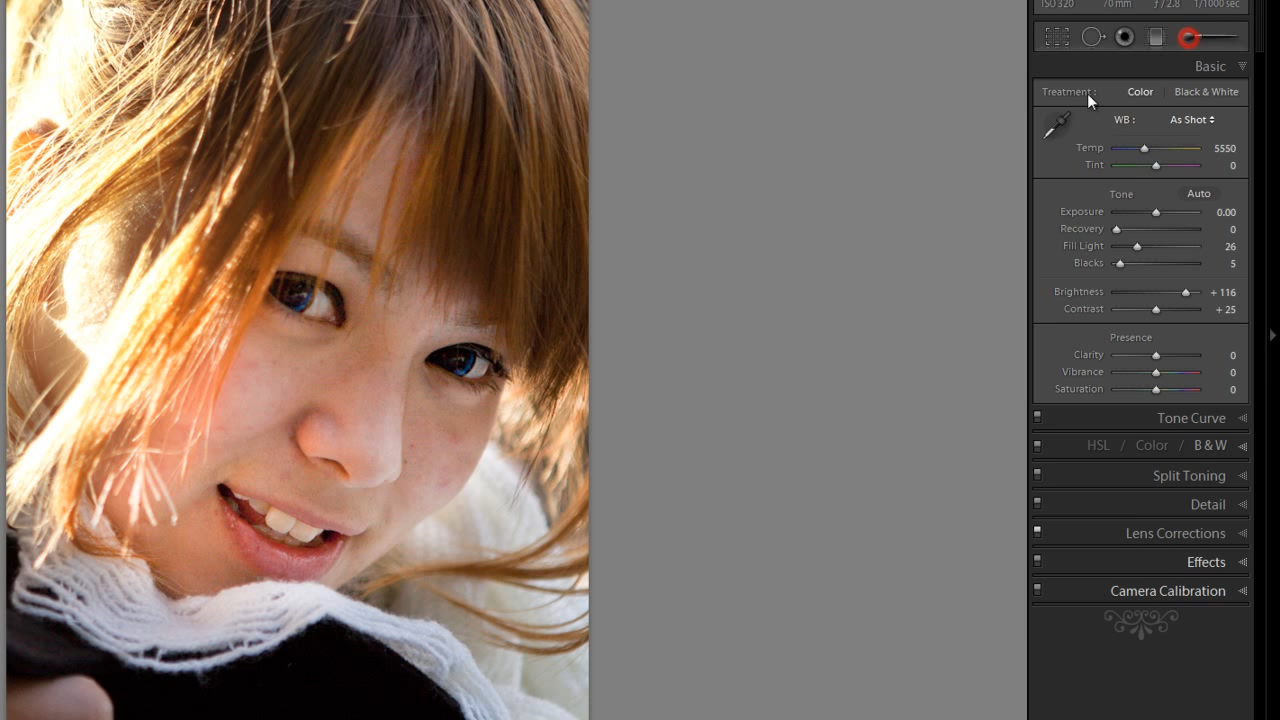 ISO 320 70 mm ƒ / 2.8 1/1000 sec
Basic
Treatment : Color Black & White
WB : As Shot
Temp 5550
Tint 0
Tone Auto
Exposure 0.00
Recovery 0
Fill Light 26
Blacks 5
Brightness + 116
Contrast + 25
Presence
Clarity 0
Vibrance 0
Saturation 0
Tone Curve
HSL / Color / B & W
Split Toning
Detail
Lens Corrections
Effects
Camera Calibration